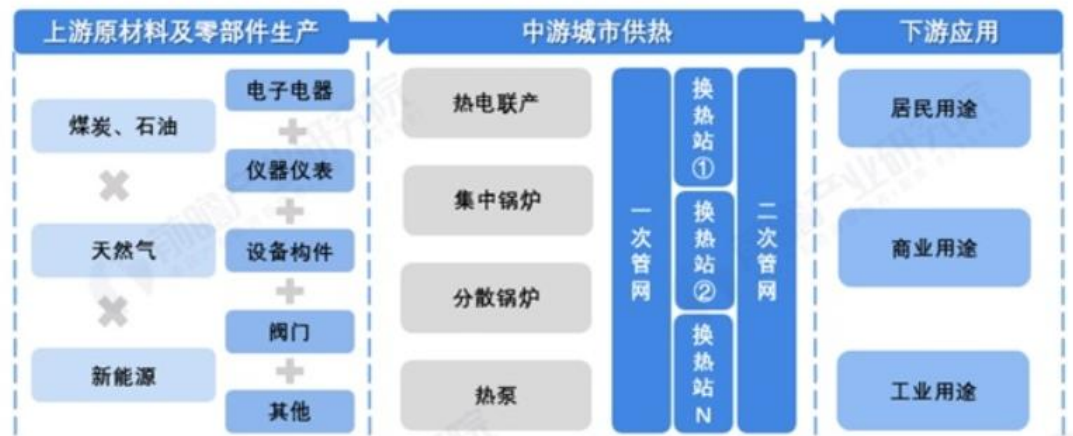 上游原材料及零部件生产
中游城市供热
下游应用
煤炭、石油
天然气
新能源
电子电器
仪器仪表
设备构件
阀门
其他
热电联产
集中锅炉
分散锅炉
热泵
一次管网
换热站①
换热站②
换热站N
二次管网
居民用途
商业用途
工业用途